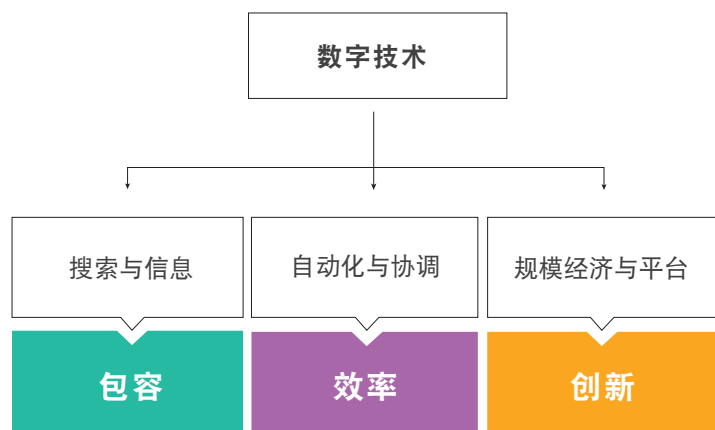 数字技术
搜索与信息
自动化与协调
规模经济与平台
包容
效率
创新